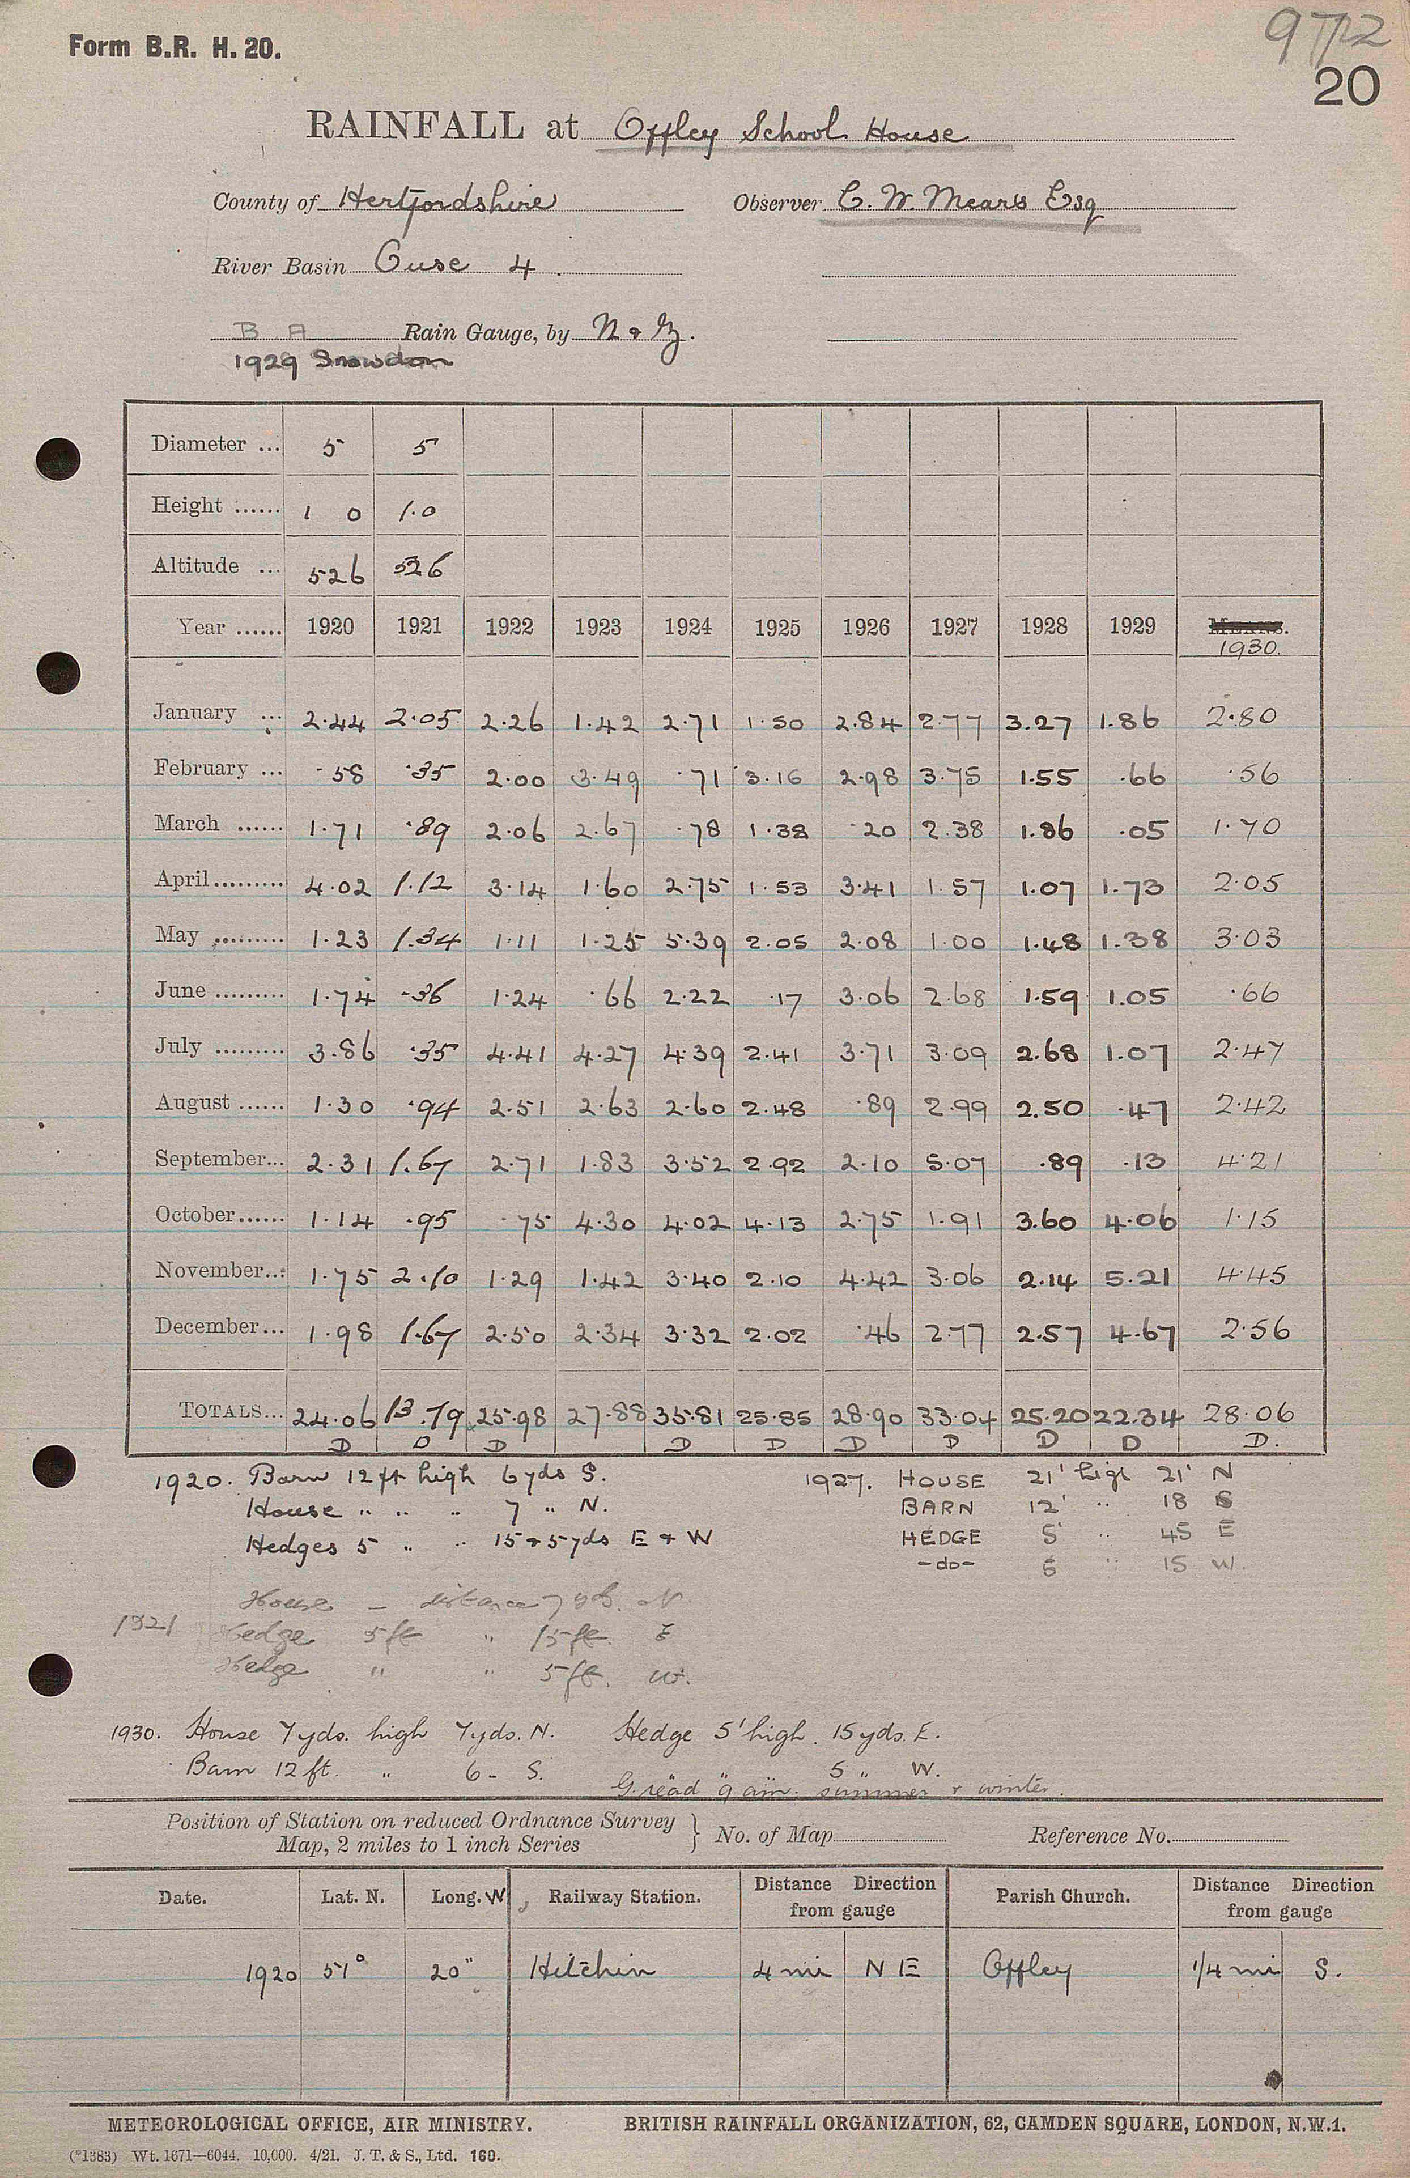 Form B.R. H. 20.
97/12
20
RAINFALL at Offley School House
County of Hertfordshire Observer C. W. Mears Esq
River Basin Ouse 4
B A Rain Gauge, by N & Z.
1929 Snowdon
Diameter ... 5 5
Height ...... 1 0 1.0
Altitude ... 526 526
Year ...... 1920 1921 1922 1923 1924 1925 1926 1927 1928 1929 MEANS.
1930.
January ... 2.44 2.05 2.26 1.42 2.71 1.50 2.84 2.77 3.27 1.86 2.80
February ... .58 .35 2.00 3.49 .71 3.16 2.98 3.75 1.55 .66 .56
March ...... 1.71 .89 2.06 2.67 .78 1.38 .20 2.38 1.86 .05 1.70
April ......... 4.02 1.12 3.14 1.60 2.75 1.53 3.41 1.57 1.07 1.73 2.05
May ......... 1.23 1.34 1.11 1.25 5.39 2.05 2.08 1.00 1.48 1.38 3.03
June ......... 1.74 .36 1.24 .66 2.22 .17 3.06 2.68 1.59 1.05 .66
July ......... 3.86 .35 4.41 4.27 4.39 2.41 3.71 3.09 2.68 1.07 2.47
August ...... 1.30 .94 2.51 2.63 2.60 2.48 .89 2.99 2.50 .47 2.42
September... 2.31 1.67 2.71 1.83 3.52 2.92 2.10 5.07 .89 .13 4.21
October...... 1.14 .95 .75 4.30 4.02 4.13 2.75 1.91 3.60 4.06 1.15
November... 1.75 2.10 1.29 1.42 3.40 2.10 4.42 3.06 2.14 5.21 4.45
December... 1.98 1.67 2.50 2.34 3.32 2.02 .46 2.77 2.57 4.67 2.56
TOTALS... 24.06 13.79 25.98 27.88 35.81 25.85 28.90 33.04 25.20 22.34 28.06
D D D D D D D D D D.
1920. Barn 12 ft high 6 yds S. 1927. HOUSE 21' high 21' N
House " " " 7 " N. BARN 12' " 18 S
Hedges 5 " " 15 & 5 yds E & W HEDGE 5' " 45 E
-do- 6 " 15 W.
House — distance 7 yds. N
1921 Hedge 5 ft " 15 ft. E
Hedge " " 5 ft. W.
1930. House 7 yds. high 7 yds. N. Hedge 5' high. 15 yds. E.
Barn 12 ft. " 6 - S. " " 5 " W.
G. read 9 am. summer & winter.
Position of Station on reduced Ordnance Survey
Map, 2 miles to 1 inch Series } No. of Map Reference No.
Date. Lat. N. Long. W Railway Station. Distance Direction from gauge Parish Church. Distance Direction from gauge
1920 51° 20" Hitchin 4 mi N E Offley 1/4 mi S.
METEOROLOGICAL OFFICE, AIR MINISTRY. BRITISH RAINFALL ORGANIZATION, 62, CAMDEN SQUARE, LONDON, N.W.1.
(*1383) Wt. 1671—6044. 10,000. 4/21. J. T. & S., Ltd. 160.